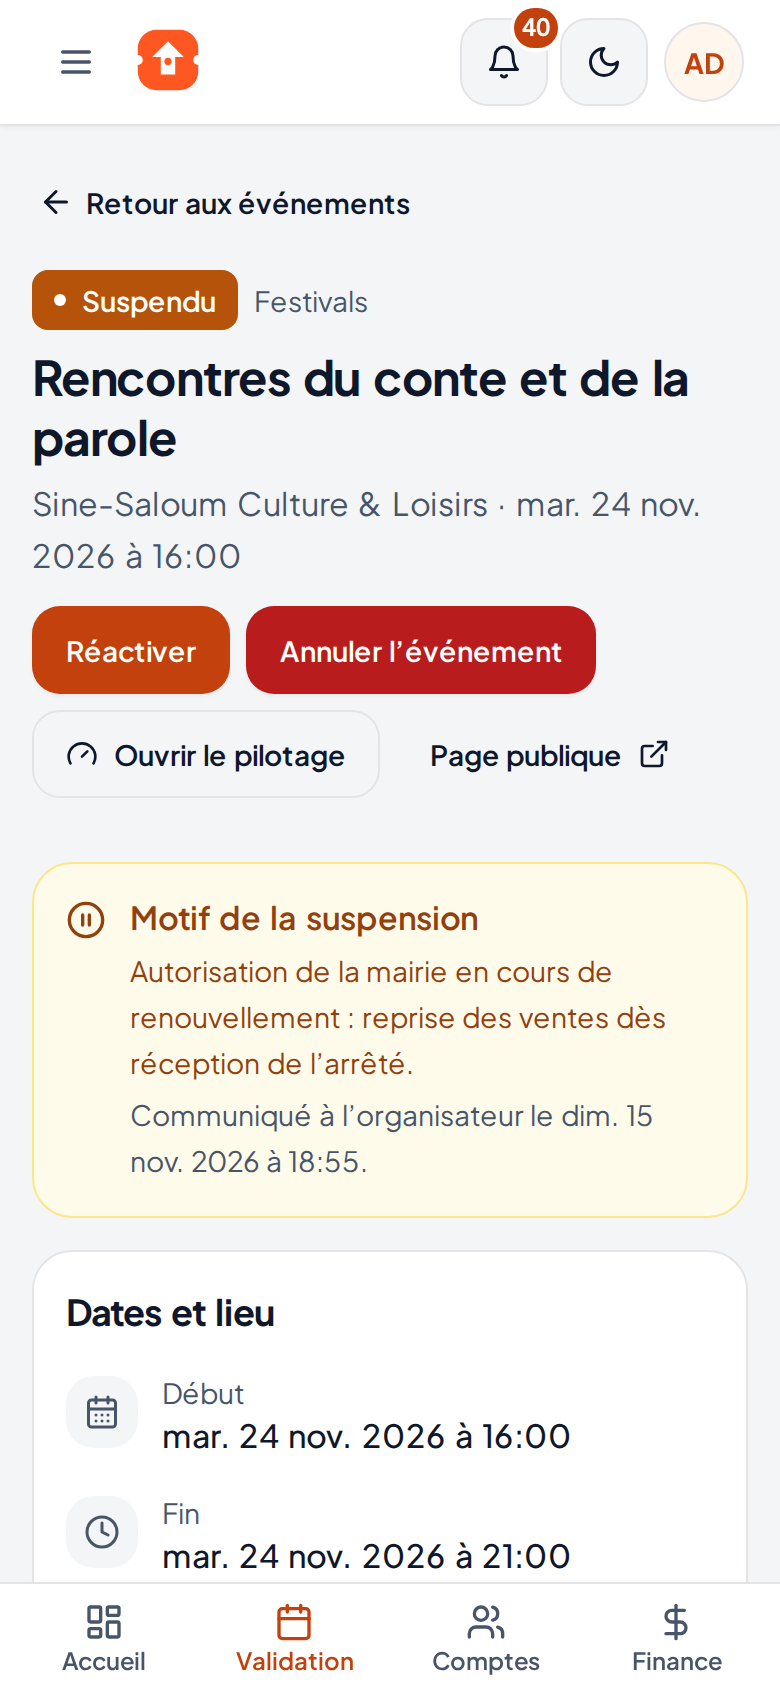 40
AD
Retour aux événements
Suspendu
Festivals
Rencontres du conte et de la
parole
Sine-Saloum Culture & Loisirs · mar. 24 nov.
2026 à 16:00
Réactiver
Annuler l’événement
Ouvrir le pilotage
Page publique
Motif de la suspension
Autorisation de la mairie en cours de
renouvellement : reprise des ventes dès
réception de l’arrêté.
Communiqué à l’organisateur le dim. 15
nov. 2026 à 18:55.
Dates et lieu
Début
mar. 24 nov. 2026 à 16:00
Fin
mar. 24 nov. 2026 à 21:00
Accueil
Validation
Comptes
Finance